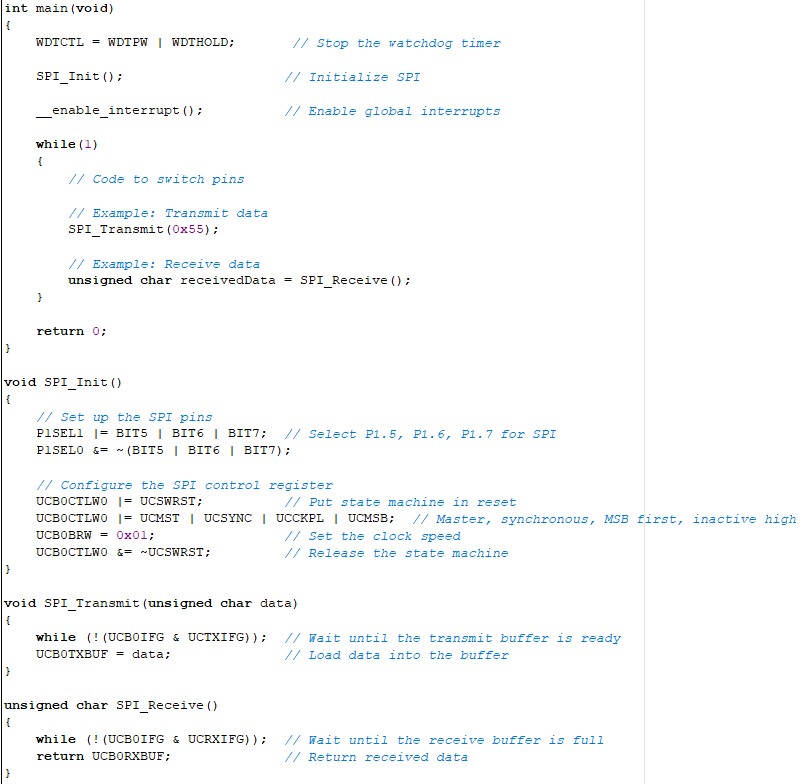 int main(void)
{
WDTCTL = WDTPW | WDTHOLD; // Stop the watchdog timer
SPI_Init(); // Initialize SPI
__enable_interrupt(); // Enable global interrupts
while(1)
{
// Code to switch pins
// Example: Transmit data
SPI_Transmit(0x55);
// Example: Receive data
unsigned char receivedData = SPI_Receive();
}
return 0;
}
void SPI_Init()
{
// Set up the SPI pins
P1SEL1 |= BIT5 | BIT6 | BIT7; // Select P1.5, P1.6, P1.7 for SPI
P1SEL0 &= ~(BIT5 | BIT6 | BIT7);
// Configure the SPI control register
UCB0CTLW0 |= UCSWRST; // Put state machine in reset
UCB0CTLW0 |= UCMST | UCSYNC | UCCKPL | UCMSB; // Master, synchronous, MSB first, inactive high
UCB0BRW = 0x01; // Set the clock speed
UCB0CTLW0 &= ~UCSWRST; // Release the state machine
}
void SPI_Transmit(unsigned char data)
{
while (!(UCB0IFG & UCTXIFG)); // Wait until the transmit buffer is ready
UCB0TXBUF = data; // Load data into the buffer
}
unsigned char SPI_Receive()
{
while (!(UCB0IFG & UCRXIFG)); // Wait until the receive buffer is full
return UCB0RXBUF; // Return received data
}